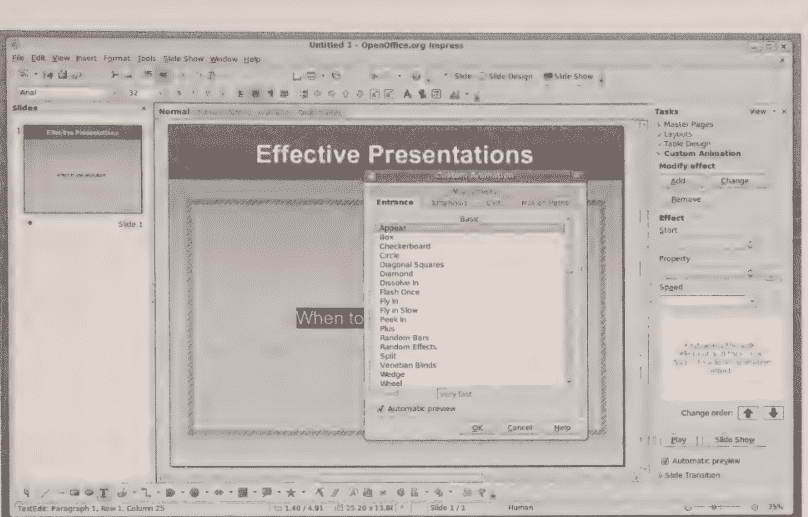 Untitled 1 - OpenOffice.org Impress
File Edit View Insert Format Tools Slide Show Window Help
Slide Slide Design Slide Show
Arial 32
Slides
Normal
Tasks View
1
Effective Presentations
Slide 1
Effective Presentations
When to
Custom Animation
Entrance Emphasis Exit Motion Paths
Basic
Appear
Box
Checkerboard
Circle
Diagonal Squares
Diamond
Dissolve In
Flash Once
Fly In
Fly in Slow
Peek In
Plus
Random Bars
Random Effects
Split
Venetian Blinds
Wedge
Wheel
Very fast
Automatic preview
OK Cancel Help
Master Pages
Layouts
Table Design
Custom Animation
Modify effect
Add Change
Remove
Effect
Start
Property
Speed
Change order:
Play Slide Show
Automatic preview
Slide Transition
TextEdit: Paragraph 1, Row 1, Column 25 1.40 / 4.91 Slide 1 / 1 Human 75%